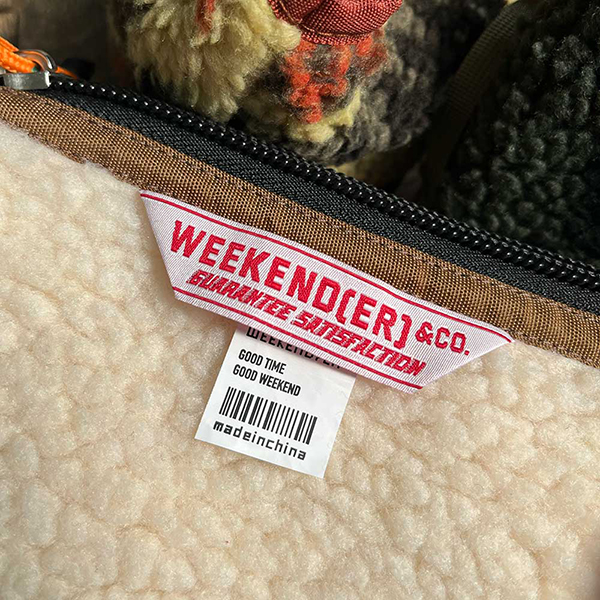 WEEKEND(ER) &CO.
GUARANTEE SATISFACTION
GOOD TIME
GOOD WEEKEND
madeinchina